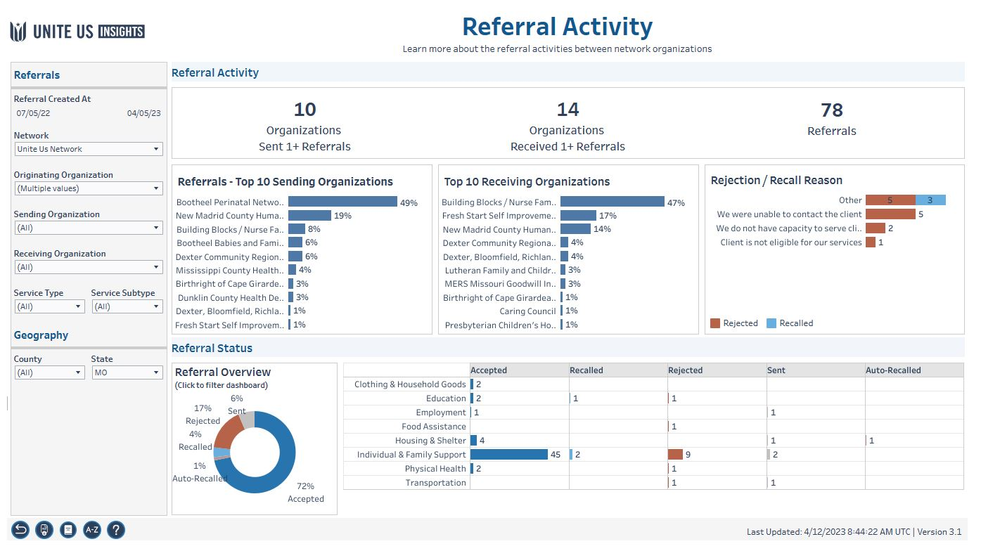 UNITE US INSIGHTS
Referral Activity
Learn more about the referral activities between network organizations
Referrals
Referral Created At
07/05/22 04/05/23
Network
Unite Us Network
Originating Organization
(Multiple values)
Sending Organization
(All)
Receiving Organization
(All)
Service Type Service Subtype
(All) (All)
Geography
County State
(All) MO
Referral Activity
10
Organizations
Sent 1+ Referrals
14
Organizations
Received 1+ Referrals
78
Referrals
Referrals - Top 10 Sending Organizations
Bootheel Perinatal Netwo.. 49%
New Madrid County Huma.. 19%
Building Blocks / Nurse Fa.. 8%
Bootheel Babies and Fami.. 6%
Dexter Community Region.. 6%
Mississippi County Health.. 4%
Birthright of Cape Girarde.. 3%
Dunklin County Health De.. 3%
Dexter, Bloomfield, Richla.. 1%
Fresh Start Self Improvem.. 1%
Top 10 Receiving Organizations
Building Blocks / Nurse Fam.. 47%
Fresh Start Self Improveme.. 17%
New Madrid County Human.. 14%
Dexter Community Regiona.. 4%
Dexter, Bloomfield, Richlan.. 4%
Lutheran Family and Childr.. 3%
MERS Missouri Goodwill In.. 3%
Birthright of Cape Girardea.. 1%
Caring Council 1%
Presbyterian Children's Ho.. 1%
Rejection / Recall Reason
Other 5 3
We were unable to contact the client 5
We do not have capacity to serve cli.. 2
Client is not eligible for our services 1
Rejected Recalled
Referral Status
Referral Overview
(Click to filter dashboard)
6%
Sent
17%
Rejected
4%
Recalled
1%
Auto-Recalled
72%
Accepted
Accepted Recalled Rejected Sent Auto-Recalled
Clothing & Household Goods 2
Education 2 1 1
Employment 1 1
Food Assistance 1
Housing & Shelter 4 1 1
Individual & Family Support 45 2 9 2
Physical Health 2 1
Transportation 1 1
A-Z ?
Last Updated: 4/12/2023 8:44:22 AM UTC | Version 3.1